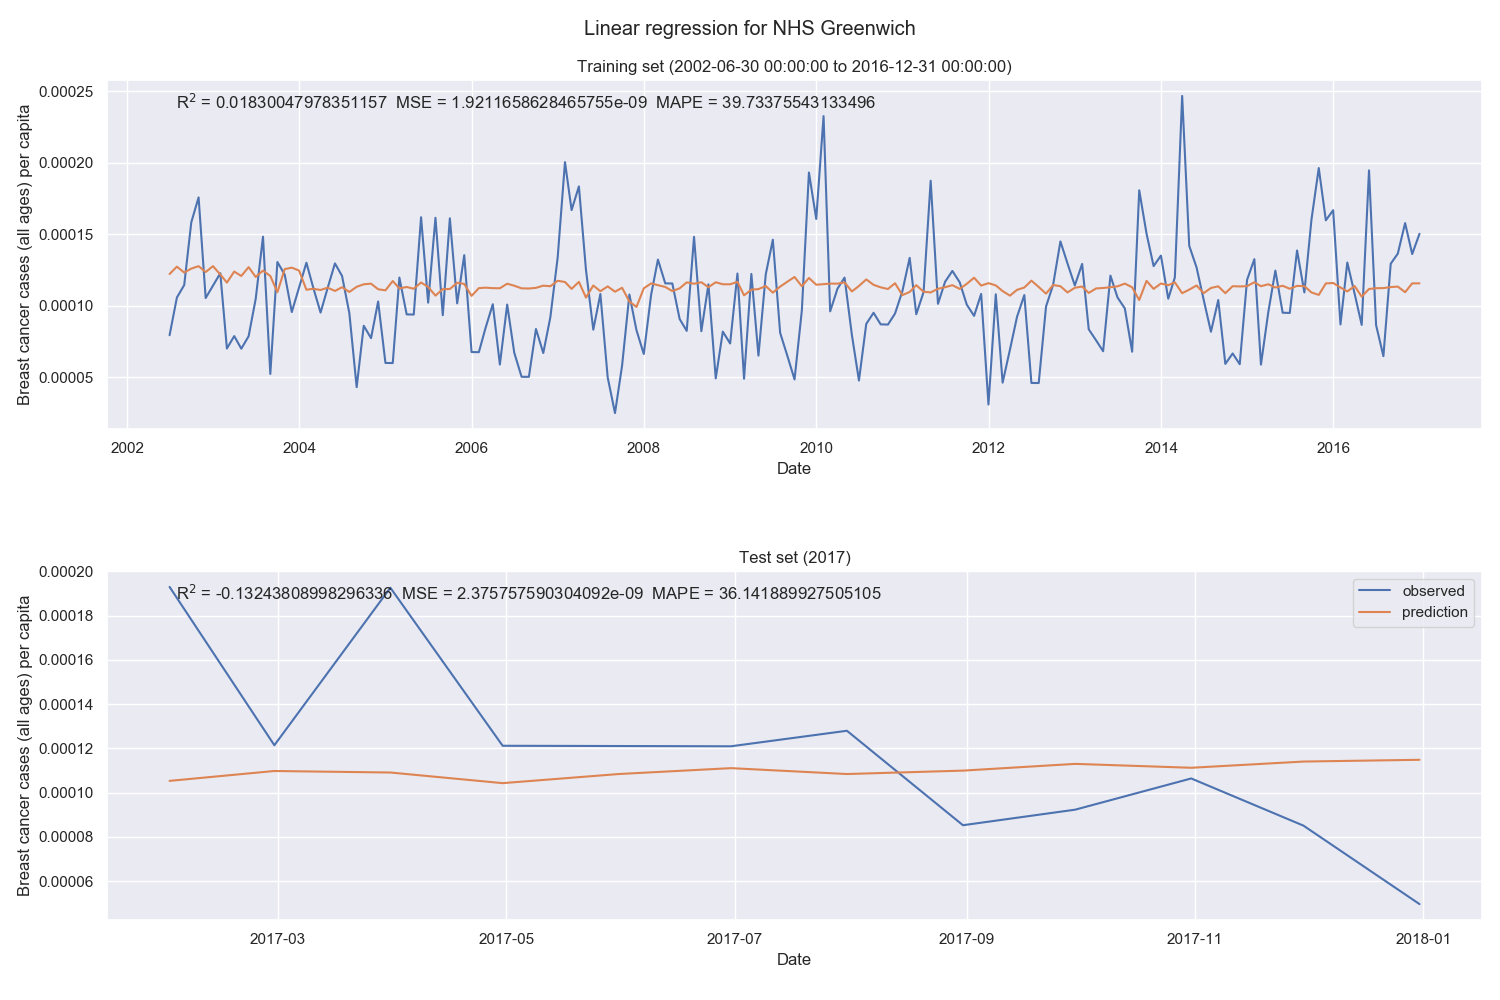 Linear regression for NHS Greenwich
Training set (2002-06-30 00:00:00 to 2016-12-31 00:00:00)
R² = 0.01830047978351157 MSE = 1.9211658628465755e-09 MAPE = 39.73375543133496
Breast cancer cases (all ages) per capita
0.00025
0.00020
0.00015
0.00010
0.00005
2002 2004 2006 2008 2010 2012 2014 2016
Date
Test set (2017)
R² = -0.13243808998296336 MSE = 2.375757590304092e-09 MAPE = 36.141889927505105
observed
prediction
Breast cancer cases (all ages) per capita
0.00020
0.00018
0.00016
0.00014
0.00012
0.00010
0.00008
0.00006
2017-03 2017-05 2017-07 2017-09 2017-11 2018-01
Date